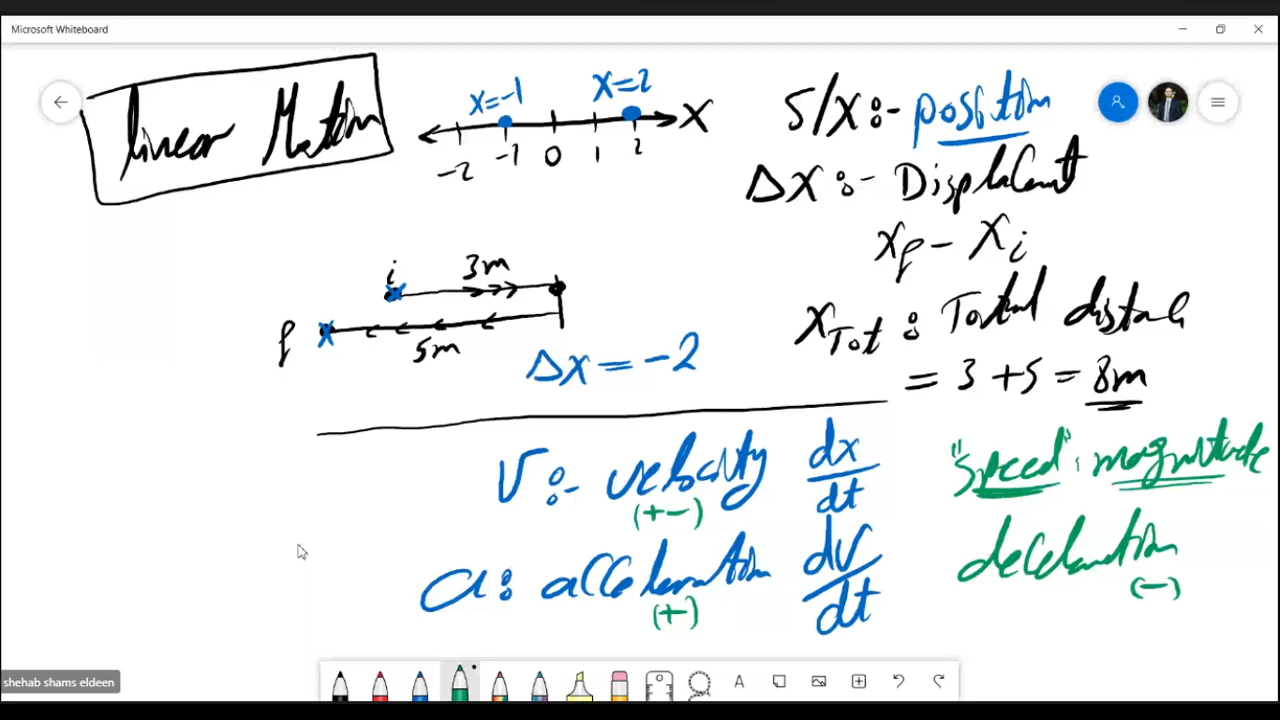 Microsoft Whiteboard
linear Motion
x=-1
x=2
X
-2 -1 0 1 2
S/X :- position
Δx :- Displacement
xf - xi
i
3m
f
5m
Δx = -2
xTot : Total distance
= 3 + 5 = 8m
V :- velocity dx/dt
(+-)
"speed" : magnitude
a : acceleration dv/dt
(+)
deceleration
(-)
shehab shams eldeen
A